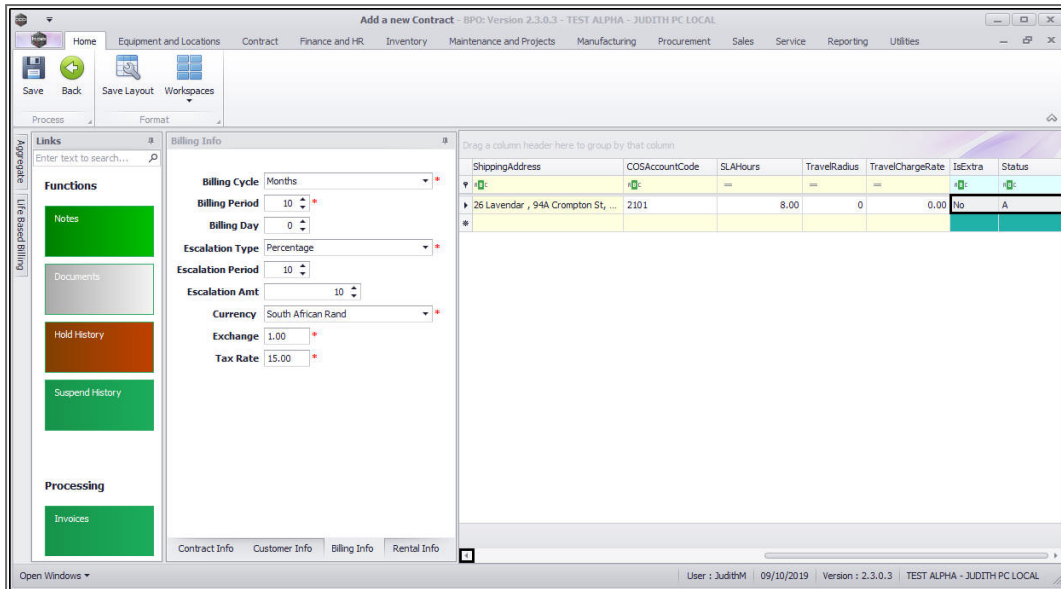 Add a new Contract - BPO: Version 2.3.0.3 - TEST ALPHA - JUDITH PC LOCAL
Home Equipment and Locations Contract Finance and HR Inventory Maintenance and Projects Manufacturing Procurement Sales Service Reporting Utilities
Save Back Save Layout Workspaces
Process Format
Aggregate
Life Based Billing
Links
Enter text to search...
Functions
Notes
Documents
Hold History
Suspend History
Processing
Invoices
Billing Info
Billing Cycle Months *
Billing Period 10 *
Billing Day 0
Escalation Type Percentage *
Escalation Period 10
Escalation Amt 10
Currency South African Rand *
Exchange 1.00 *
Tax Rate 15.00 *
Contract Info Customer Info Billing Info Rental Info
Drag a column header here to group by that column
ShippingAddress COSAccountCode SLAHours TravelRadius TravelChargeRate IsExtra Status
26 Lavendar , 94A Crompton St, ... 2101 8.00 0 0.00 No A
Open Windows User : JudithM 09/10/2019 Version : 2.3.0.3 TEST ALPHA - JUDITH PC LOCAL